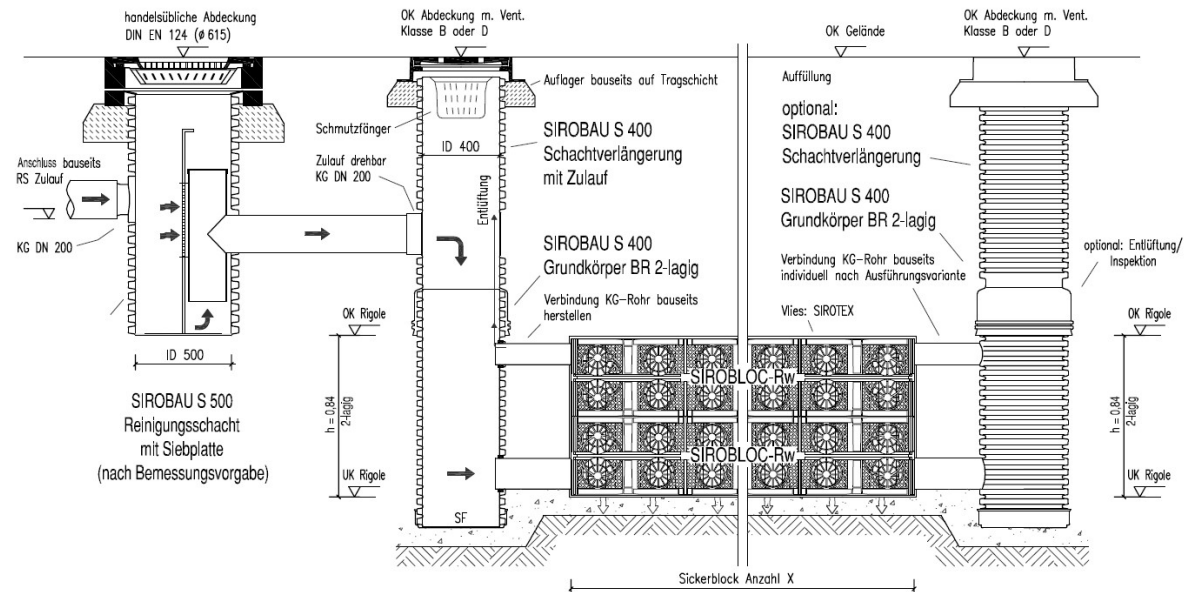 handelsübliche Abdeckung
DIN EN 124 (ø 615)
OK Abdeckung m. Vent.
Klasse B oder D
OK Gelände
OK Abdeckung m. Vent.
Klasse B oder D
Auflager bauseits auf Tragschicht
Auffüllung
Schmutzfänger
ID 400
SIROBAU S 400
Schachtverlängerung
mit Zulauf
optional:
SIROBAU S 400
Schachtverlängerung
Anschluss bauseits
RS Zulauf
KG DN 200
Zulauf drehbar
KG DN 200
Entlüftung
SIROBAU S 400
Grundkörper BR 2-lagig
SIROBAU S 400
Grundkörper BR 2-lagig
Verbindung KG-Rohr bauseits
individuell nach Ausführungsvariante
optional: Entlüftung/
Inspektion
Verbindung KG-Rohr bauseits
herstellen
Vlies: SIROTEX
OK Rigole
OK Rigole
ID 500
SIROBAU S 500
Reinigungsschacht
mit Siebplatte
(nach Bemessungsvorgabe)
h = 0,84
2-lagig
SIROBLOC-Rw
SIROBLOC-Rw
h = 0,84
2-lagig
UK Rigole
UK Rigole
SF
Sickerblock Anzahl X